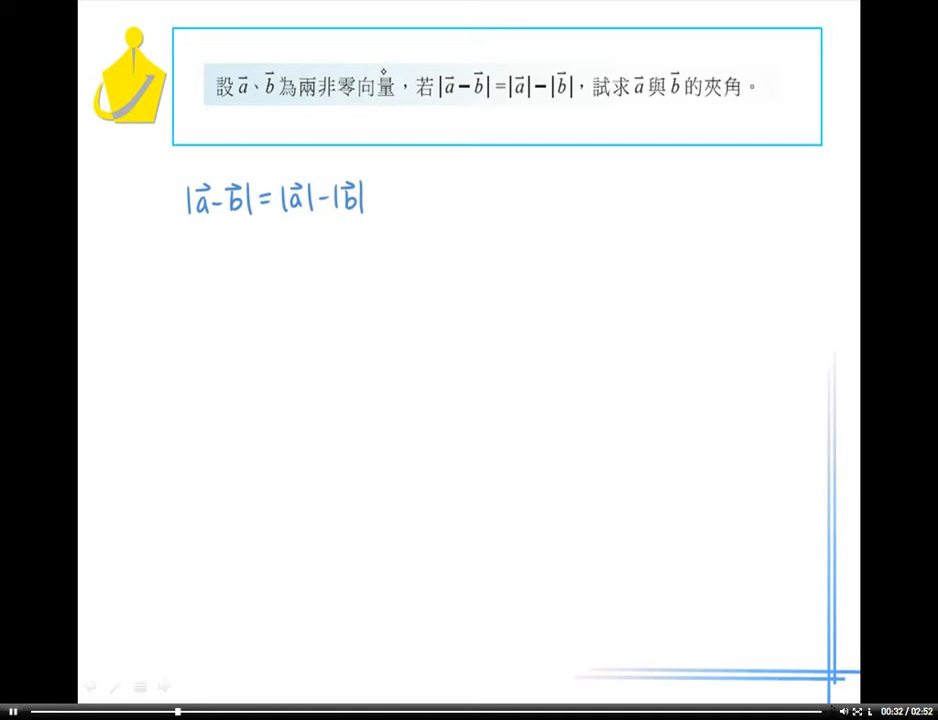 設 a⃗、b⃗ 為兩非零向量，若 |a⃗−b⃗|=|a⃗|−|b⃗|，試求 a⃗ 與 b⃗ 的夾角。
|a⃗-b⃗| = |a⃗|-|b⃗|
00:32 / 02:52